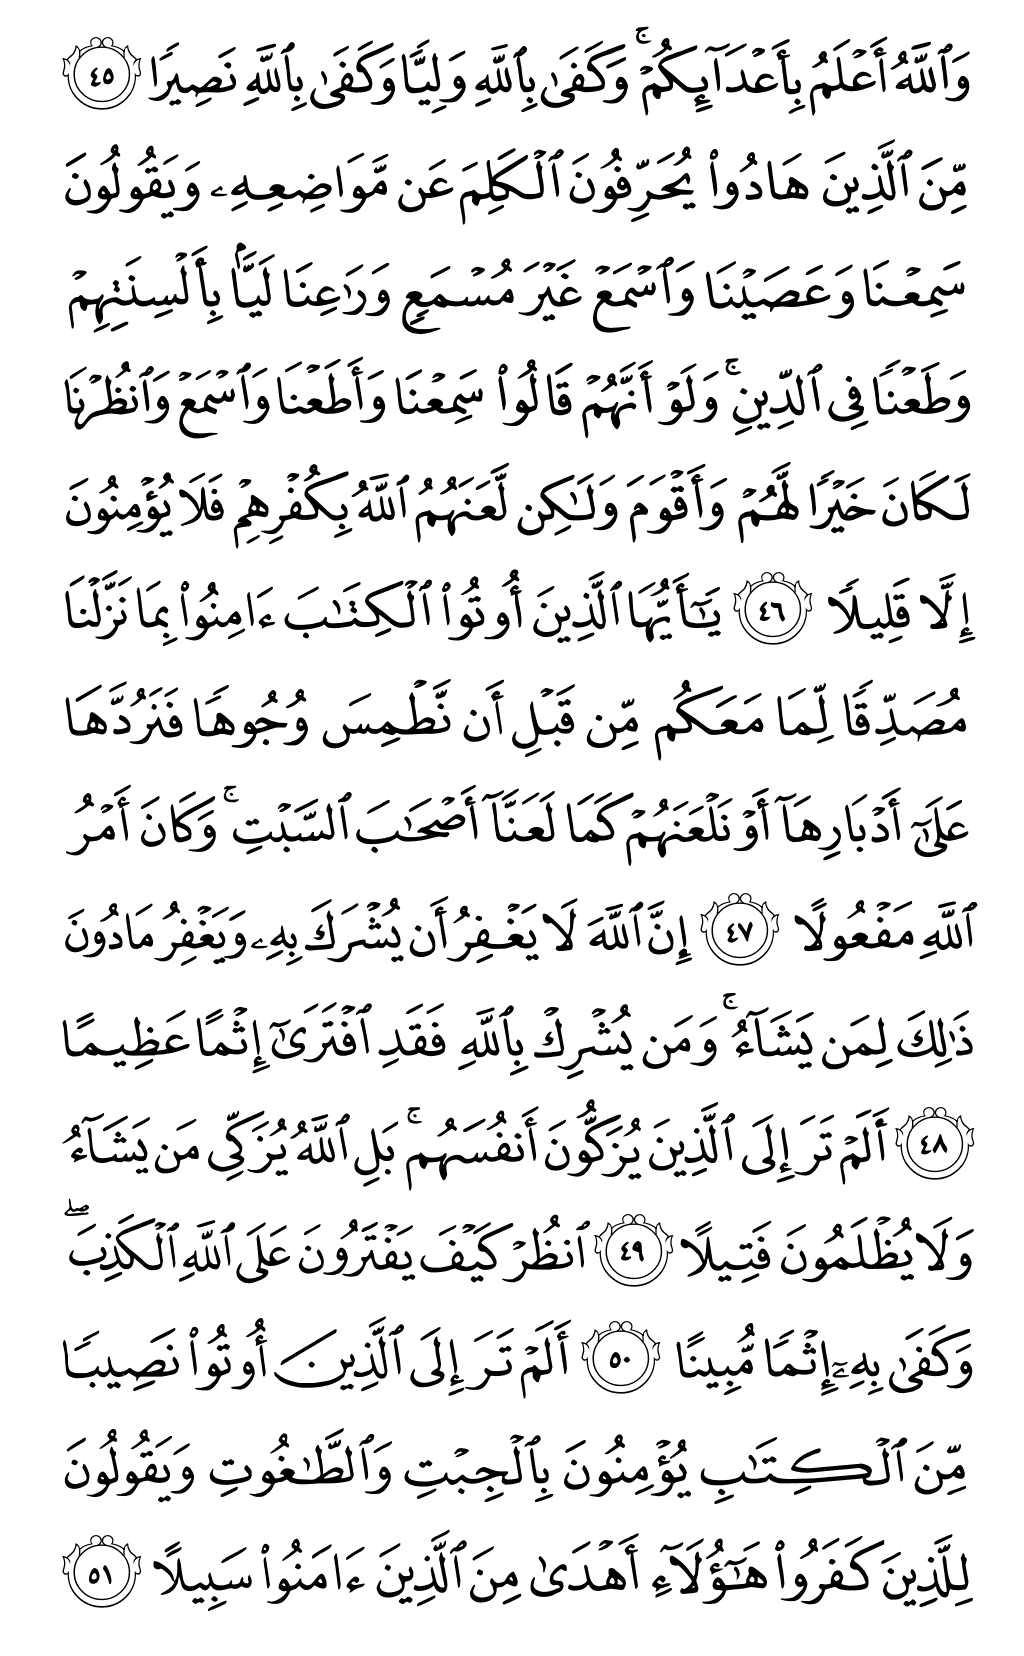 وَٱللَّهُ أَعۡلَمُ بِأَعۡدَآئِكُمۡۚ وَكَفَىٰ بِٱللَّهِ وَلِيّٗا وَكَفَىٰ بِٱللَّهِ نَصِيرٗا ٤٥
مِّنَ ٱلَّذِينَ هَادُواْ يُحَرِّفُونَ ٱلۡكَلِمَ عَن مَّوَاضِعِهِۦ وَيَقُولُونَ
سَمِعۡنَا وَعَصَيۡنَا وَٱسۡمَعۡ غَيۡرَ مُسۡمَعٖ وَرَٰعِنَا لَيَّۢا بِأَلۡسِنَتِهِمۡ
وَطَعۡنٗا فِي ٱلدِّينِۚ وَلَوۡ أَنَّهُمۡ قَالُواْ سَمِعۡنَا وَأَطَعۡنَا وَٱسۡمَعۡ وَٱنظُرۡنَا
لَكَانَ خَيۡرٗا لَّهُمۡ وَأَقۡوَمَ وَلَٰكِن لَّعَنَهُمُ ٱللَّهُ بِكُفۡرِهِمۡ فَلَا يُؤۡمِنُونَ
إِلَّا قَلِيلٗا ٤٦ يَٰٓأَيُّهَا ٱلَّذِينَ أُوتُواْ ٱلۡكِتَٰبَ ءَامِنُواْ بِمَا نَزَّلۡنَا
مُصَدِّقٗا لِّمَا مَعَكُم مِّن قَبۡلِ أَن نَّطۡمِسَ وُجُوهٗا فَنَرُدَّهَا
عَلَىٰٓ أَدۡبَارِهَآ أَوۡ نَلۡعَنَهُمۡ كَمَا لَعَنَّآ أَصۡحَٰبَ ٱلسَّبۡتِۚ وَكَانَ أَمۡرُ
ٱللَّهِ مَفۡعُولًا ٤٧ إِنَّ ٱللَّهَ لَا يَغۡفِرُ أَن يُشۡرَكَ بِهِۦ وَيَغۡفِرُ مَا دُونَ
ذَٰلِكَ لِمَن يَشَآءُۚ وَمَن يُشۡرِكۡ بِٱللَّهِ فَقَدِ ٱفۡتَرَىٰٓ إِثۡمًا عَظِيمًا
٤٨ أَلَمۡ تَرَ إِلَى ٱلَّذِينَ يُزَكُّونَ أَنفُسَهُمۚ بَلِ ٱللَّهُ يُزَكِّي مَن يَشَآءُ
وَلَا يُظۡلَمُونَ فَتِيلًا ٤٩ ٱنظُرۡ كَيۡفَ يَفۡتَرُونَ عَلَى ٱللَّهِ ٱلۡكَذِبَۖ
وَكَفَىٰ بِهِۦٓ إِثۡمٗا مُّبِينًا ٥٠ أَلَمۡ تَرَ إِلَى ٱلَّذِينَ أُوتُواْ نَصِيبٗا
مِّنَ ٱلۡكِتَٰبِ يُؤۡمِنُونَ بِٱلۡجِبۡتِ وَٱلطَّٰغُوتِ وَيَقُولُونَ
لِلَّذِينَ كَفَرُواْ هَٰٓؤُلَآءِ أَهۡدَىٰ مِنَ ٱلَّذِينَ ءَامَنُواْ سَبِيلًا ٥١